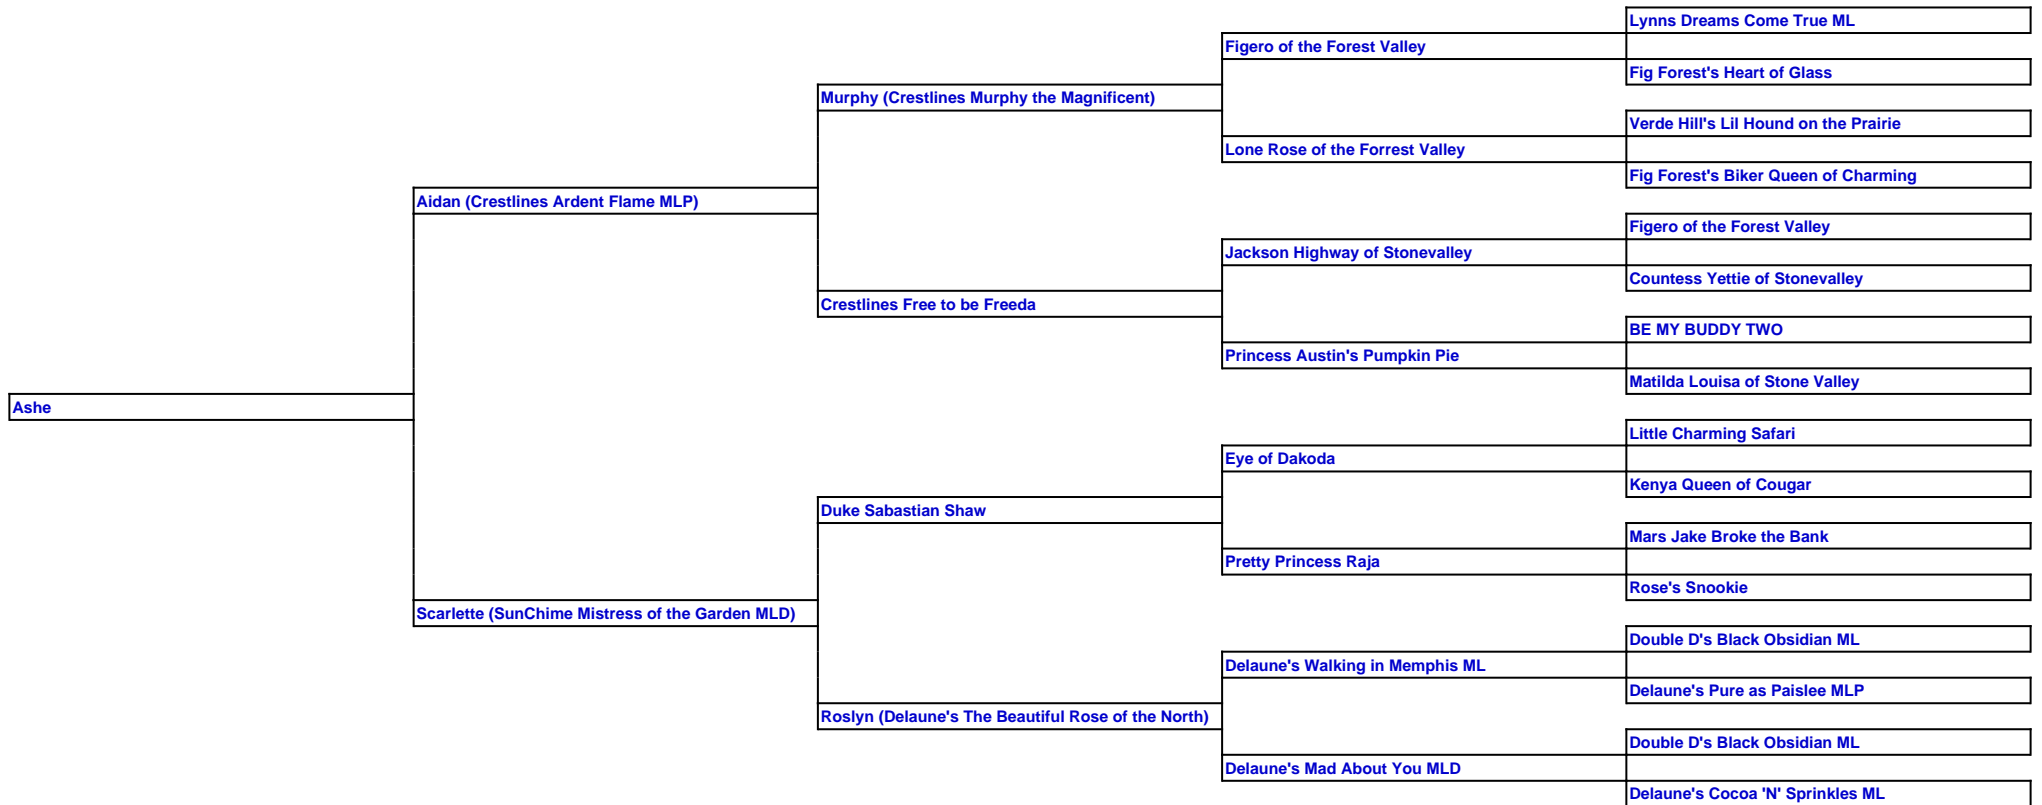 Lynns Dreams Come True ML
Figero of the Forest Valley
Fig Forest's Heart of Glass
Murphy (Crestlines Murphy the Magnificent)
Verde Hill's Lil Hound on the Prairie
Lone Rose of the Forrest Valley
Fig Forest's Biker Queen of Charming
Aidan (Crestlines Ardent Flame MLP)
Figero of the Forest Valley
Jackson Highway of Stonevalley
Countess Yettie of Stonevalley
Crestlines Free to be Freeda
BE MY BUDDY TWO
Princess Austin's Pumpkin Pie
Matilda Louisa of Stone Valley
Ashe
Little Charming Safari
Eye of Dakoda
Kenya Queen of Cougar
Duke Sabastian Shaw
Mars Jake Broke the Bank
Pretty Princess Raja
Rose's Snookie
Scarlette (SunChime Mistress of the Garden MLD)
Double D's Black Obsidian ML
Delaune's Walking in Memphis ML
Delaune's Pure as Paislee MLP
Roslyn (Delaune's The Beautiful Rose of the North)
Double D's Black Obsidian ML
Delaune's Mad About You MLD
Delaune's Cocoa 'N' Sprinkles ML